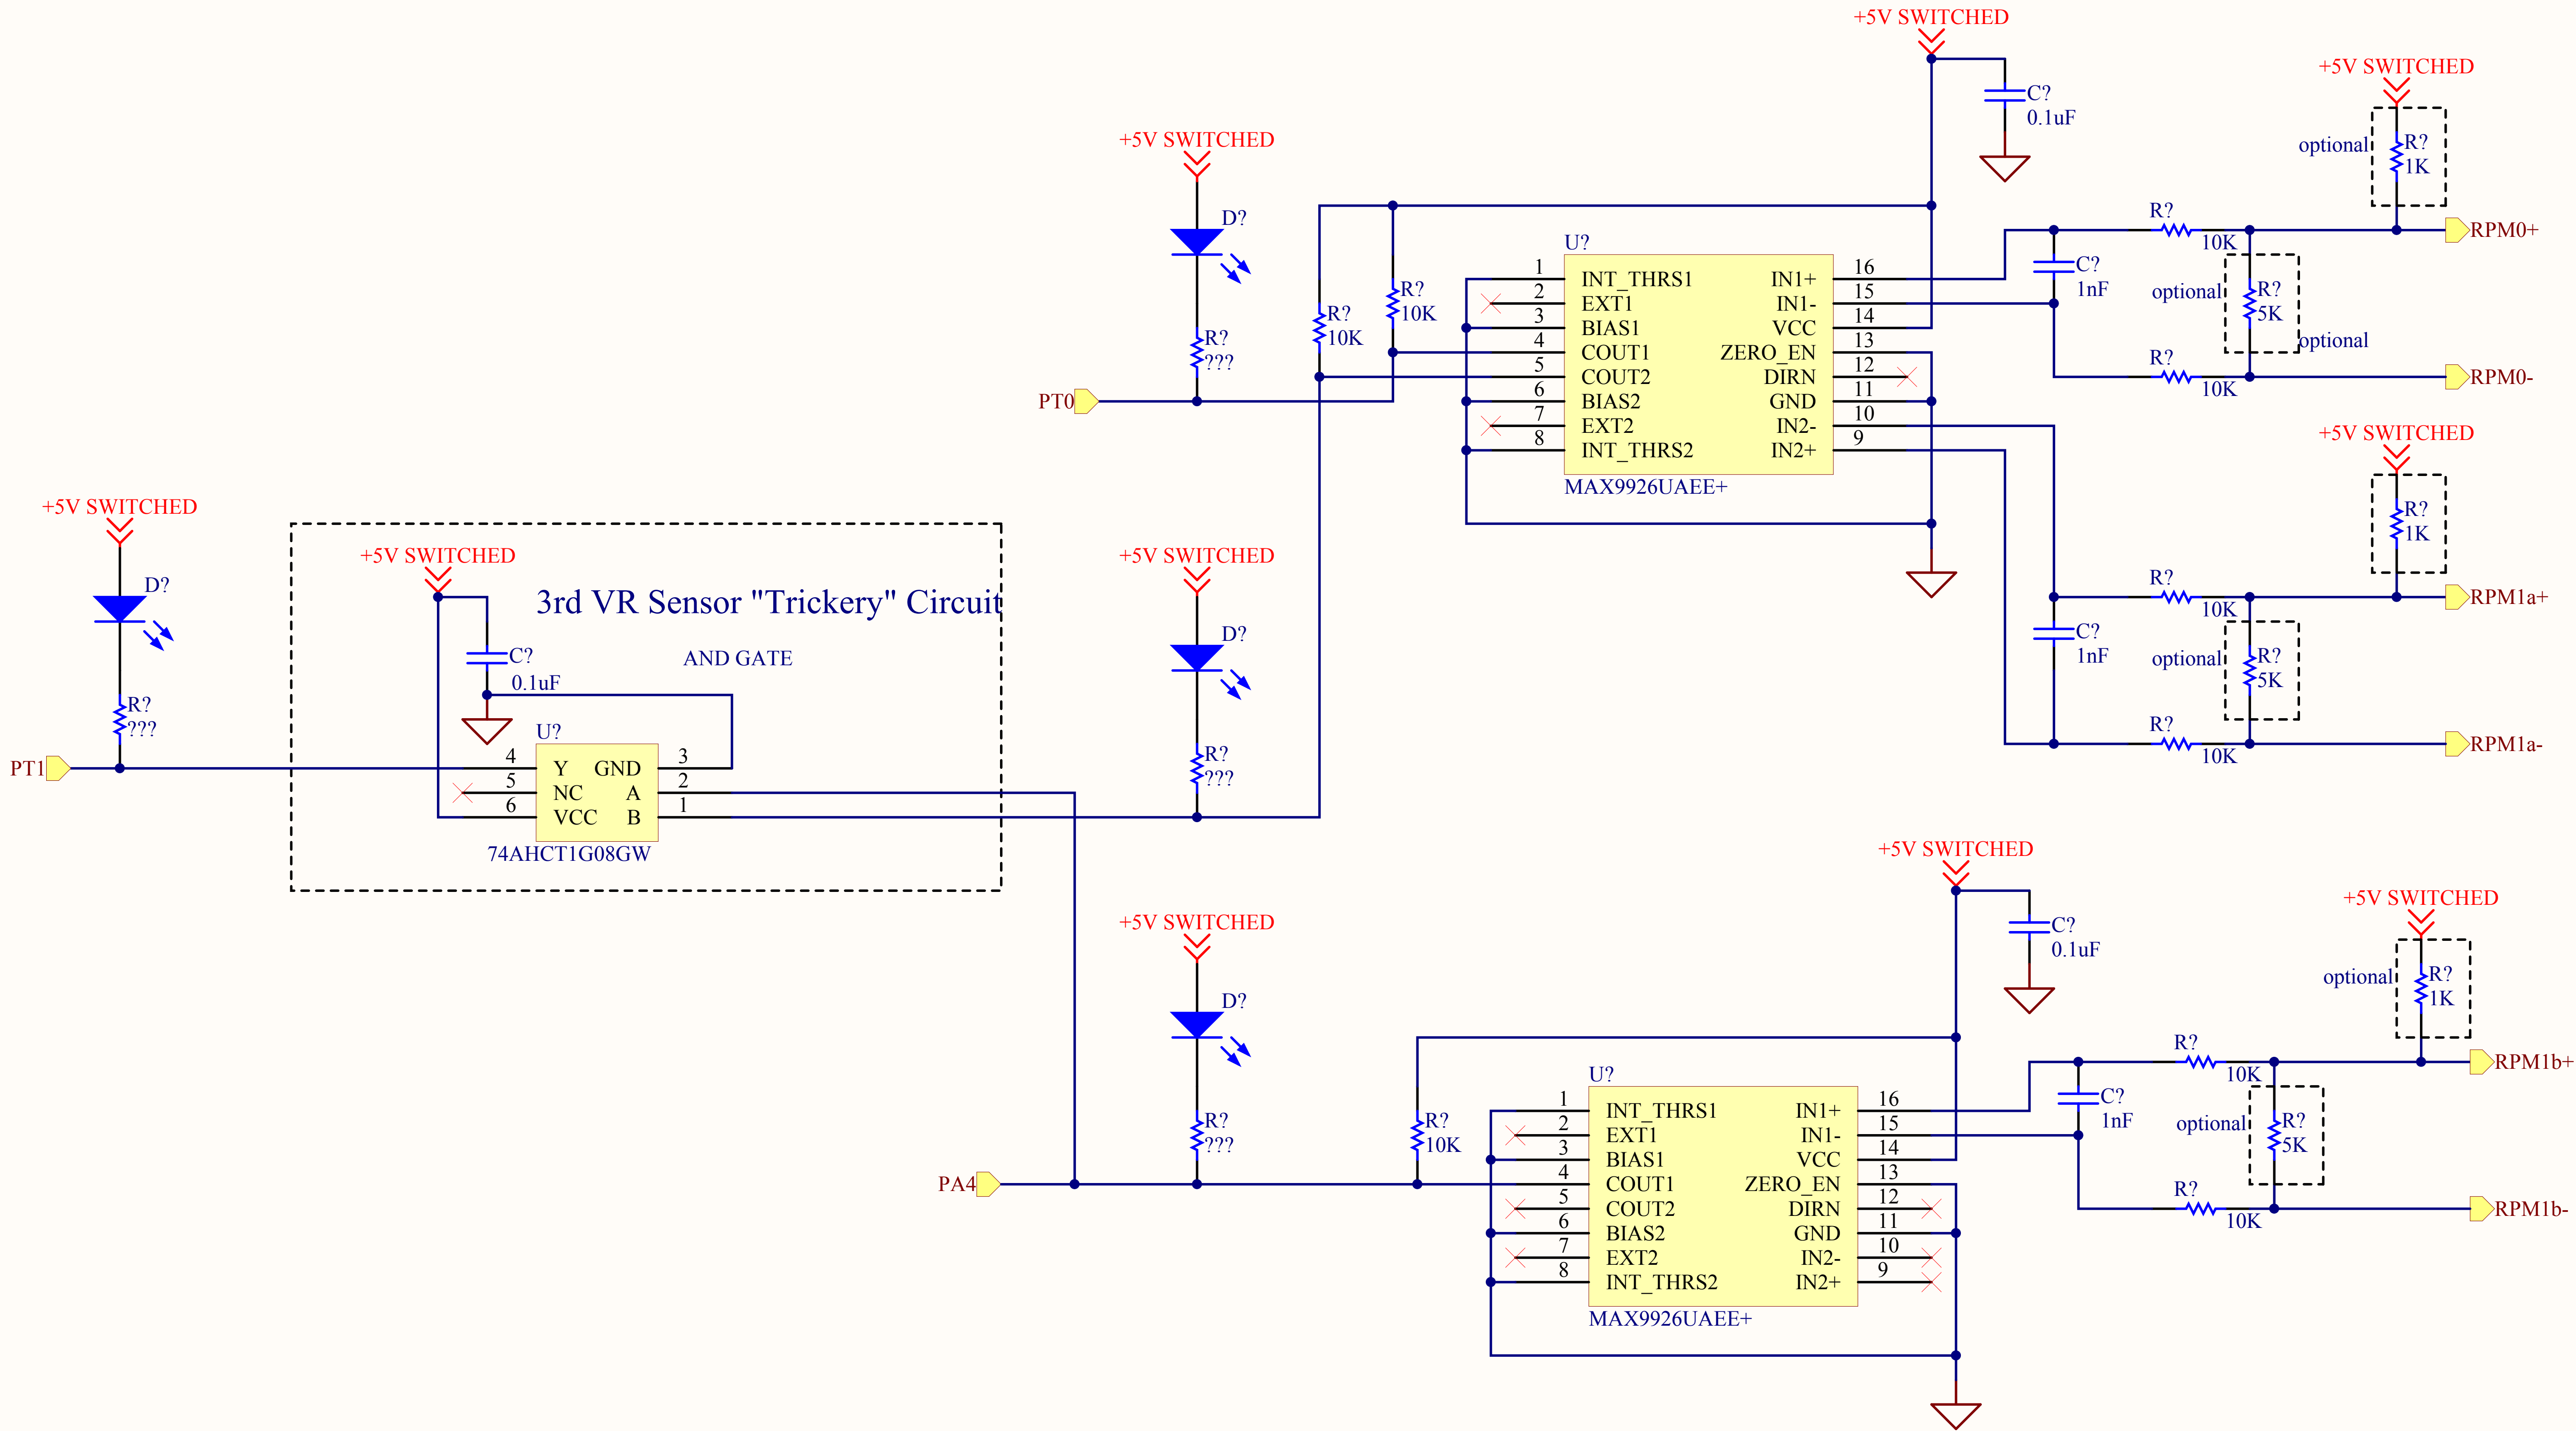 +5V SWITCHED
C?
0.1uF
+5V SWITCHED
optional
R?
1K
+5V SWITCHED
D?
R?
???
R?
10K
R?
10K
PT0
U?
1 INT_THRS1 IN1+ 16
2 EXT1 IN1- 15
3 BIAS1 VCC 14
4 COUT1 ZERO_EN 13
5 COUT2 DIRN 12
6 BIAS2 GND 11
7 EXT2 IN2- 10
8 INT_THRS2 IN2+ 9
MAX9926UAEE+
C?
1nF
R?
10K
optional
R?
5K
optional
R?
10K
RPM0+
RPM0-
+5V SWITCHED
R?
1K
R?
10K
C?
1nF
optional
R?
5K
R?
10K
RPM1a+
RPM1a-
+5V SWITCHED
D?
R?
???
PT1
+5V SWITCHED
3rd VR Sensor "Trickery" Circuit
AND GATE
C?
0.1uF
U?
4 Y GND 3
5 NC A 2
6 VCC B 1
74AHCT1G08GW
+5V SWITCHED
D?
R?
???
+5V SWITCHED
C?
0.1uF
+5V SWITCHED
optional
R?
1K
+5V SWITCHED
D?
R?
???
R?
10K
PA4
U?
1 INT_THRS1 IN1+ 16
2 EXT1 IN1- 15
3 BIAS1 VCC 14
4 COUT1 ZERO_EN 13
5 COUT2 DIRN 12
6 BIAS2 GND 11
7 EXT2 IN2- 10
8 INT_THRS2 IN2+ 9
MAX9926UAEE+
C?
1nF
R?
10K
optional
R?
5K
R?
10K
RPM1b+
RPM1b-